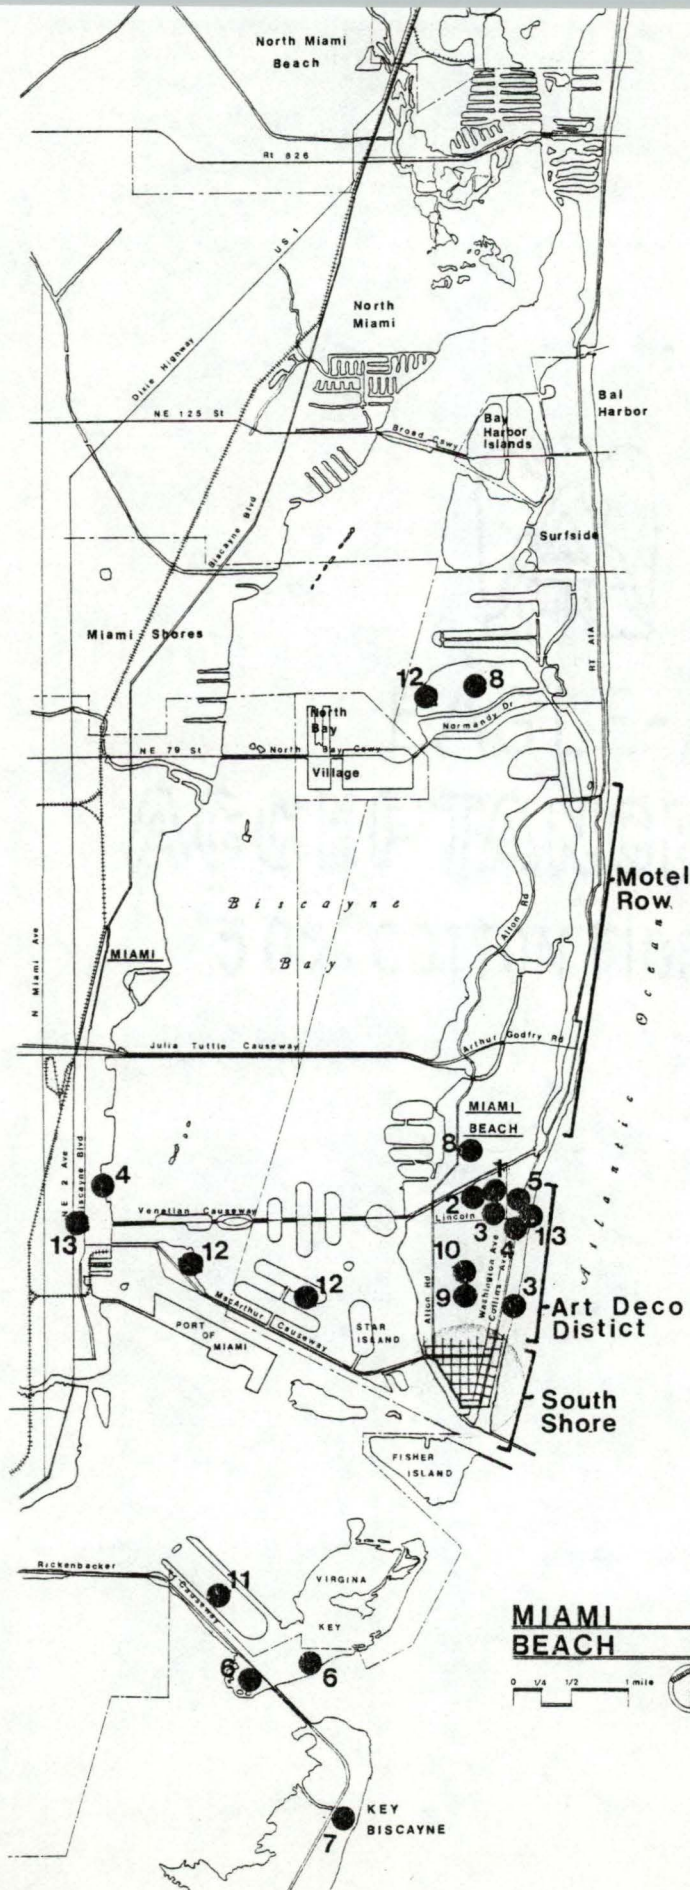 North Miami
Beach
Rt 826
US 1
North
Miami
Dixie Highway
Bal
Harbor
NE 125 St
Bay
Harbor
Islands
Broad Cswy
Biscayne Blvd
Surfside
Miami Shores
RT A1A
12
8
North
Bay
Normandy Dr
NE 79 St
North Bay Cswy
Village
Motel
Row
Alton Rd
Biscayne
Bay
N Miami Ave
MIAMI
Atlantic Ocean
Julia Tuttle Causeway
Arthur Godfry Rd
MIAMI
BEACH
8
NE 2 Ave
Biscayne Blvd
4
1
5
2
Venetian Causeway
Lincoln
3
13
4
13
12
10
Washington Ave
Collins Ave
12
9
3
Alton Rd
Art Deco
Distict
MacArthur Causeway
PORT
OF
MIAMI
STAR
ISLAND
South
Shore
FISHER
ISLAND
Rickenbacker
Causeway
11
VIRGINIA
KEY
MIAMI
BEACH
6
6
0 1/4 1/2 1 mile
KEY
BISCAYNE
7